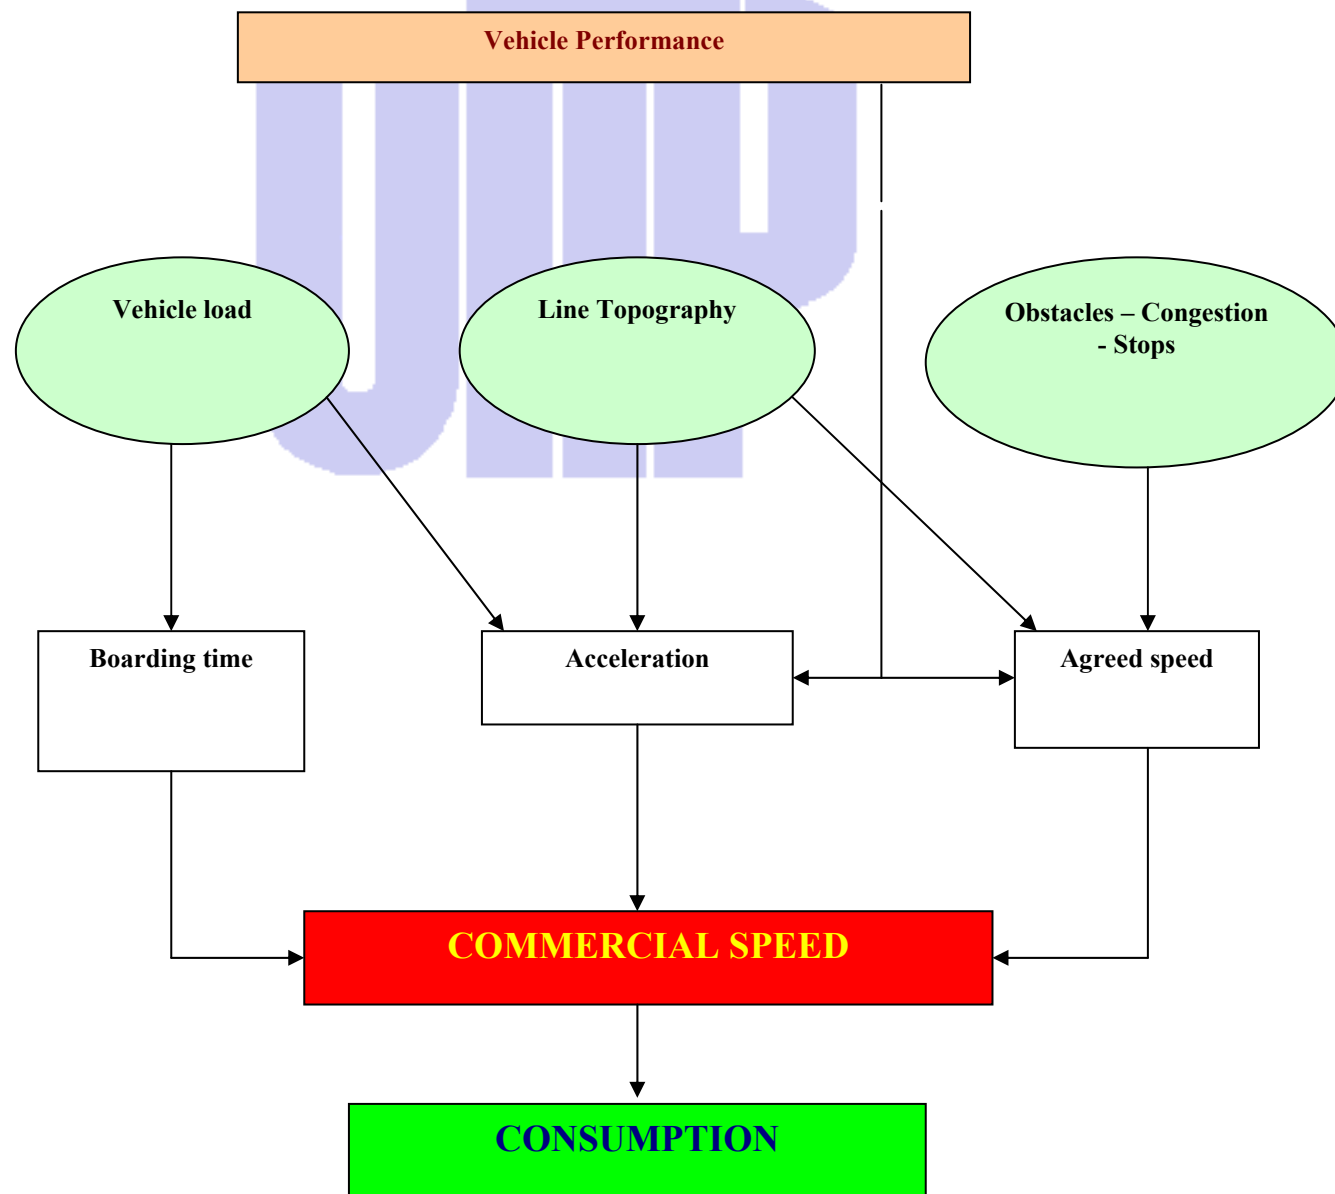 Vehicle Performance
Vehicle load
Line Topography
Obstacles – Congestion
- Stops
Boarding time
Acceleration
Agreed speed
COMMERCIAL SPEED
CONSUMPTION